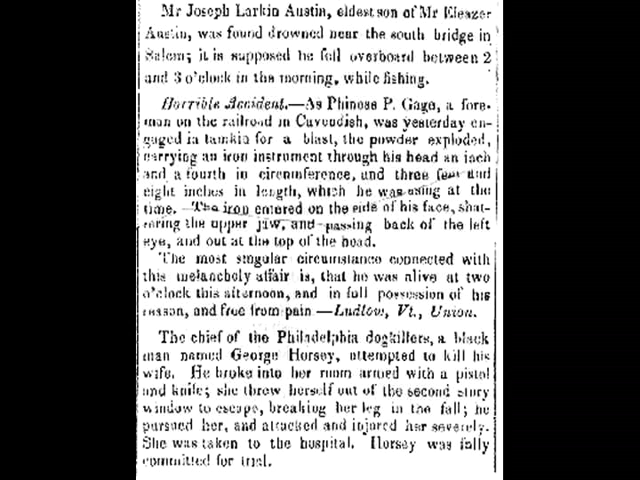 Mr Joseph Larkin Austin, eldest son of Mr Eleazer
Austin, was found drowned near the south bridge in
Salem; it is supposed he fell overboard between 2
and 3 o'clock in the morning, while fishing.
Horrible Accident.—As Phineas P. Gage, a fore-
man on the railroad in Cavendish, was yesterday en-
gaged in tamkin for a blast, the powder exploded,
carrying an iron instrument through his head an inch
and a fourth in circumference, and three feet and
eight inches in length, which he was using at the
time. The iron entered on the side of his face, shat-
tering the upper jaw, and passing back of the left
eye, and out at the top of the head.
The most singular circumstance connected with
this melancholy affair is, that he was alive at two
o'clock this afternoon, and in full possession of his
reason, and free from pain.—Ludlow, Vt., Union.
The chief of the Philadelphia dogkillers, a black
man named George Horsey, attempted to kill his
wife. He broke into her room armed with a pistol
and knife; she threw herself out of the second story
window to escape, breaking her leg in the fall; he
pursued her, and attacked and injured her severely.
She was taken to the hospital. Horsey was fully
committed for trial.